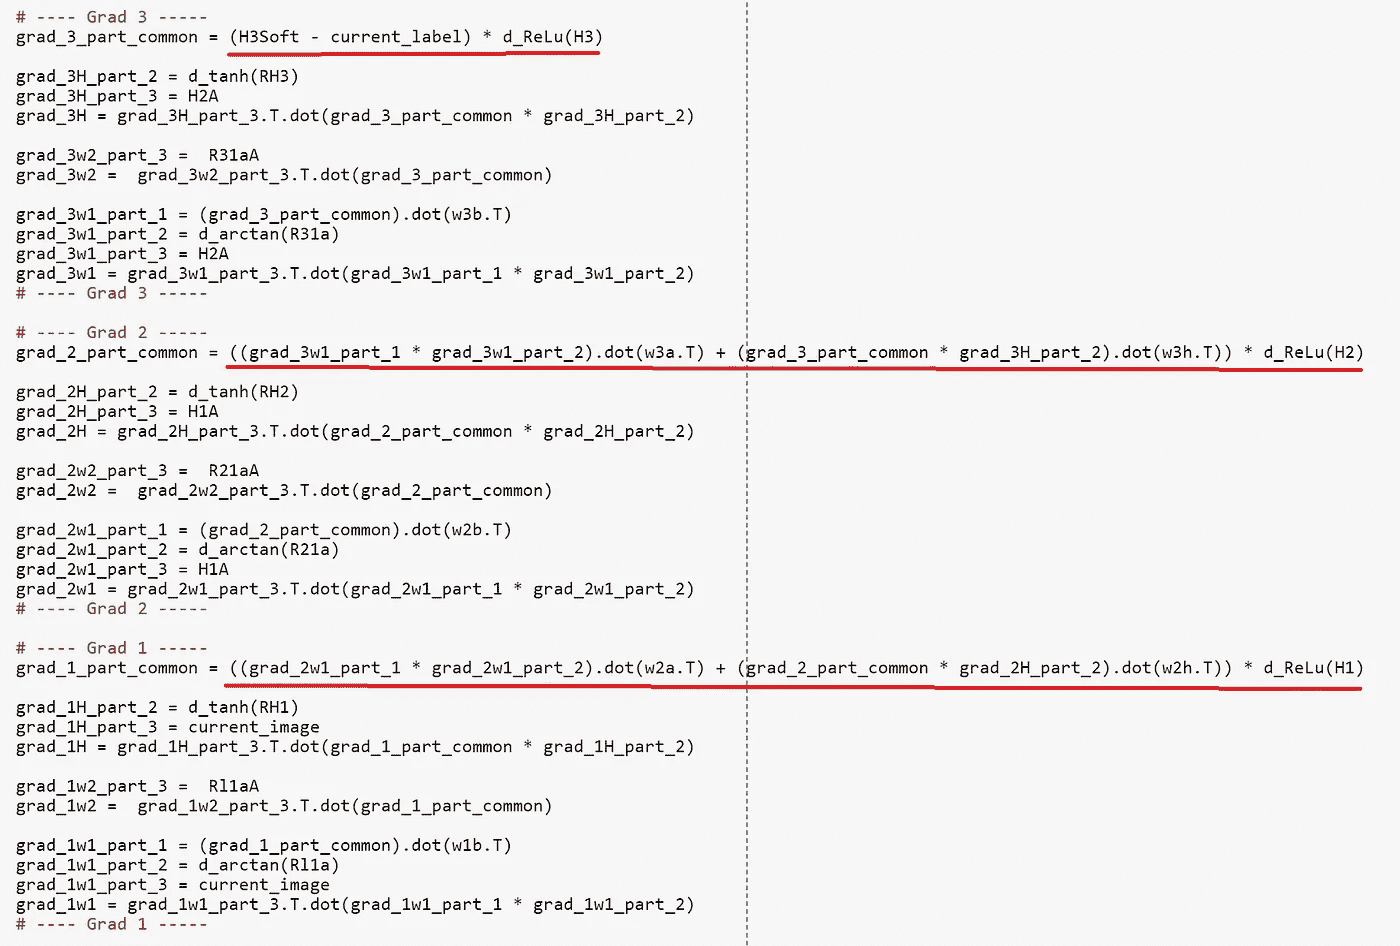 # ---- Grad 3 -----
grad_3_part_common = (H3Soft - current_label) * d_ReLu(H3)
grad_3H_part_2 = d_tanh(RH3)
grad_3H_part_3 = H2A
grad_3H = grad_3H_part_3.T.dot(grad_3_part_common * grad_3H_part_2)
grad_3w2_part_3 =  R31aA
grad_3w2 =  grad_3w2_part_3.T.dot(grad_3_part_common)
grad_3w1_part_1 = (grad_3_part_common).dot(w3b.T)
grad_3w1_part_2 = d_arctan(R31a)
grad_3w1_part_3 = H2A
grad_3w1 = grad_3w1_part_3.T.dot(grad_3w1_part_1 * grad_3w1_part_2)
# ---- Grad 3 -----
# ---- Grad 2 -----
grad_2_part_common = ((grad_3w1_part_1 * grad_3w1_part_2).dot(w3a.T) + (grad_3_part_common * grad_3H_part_2).dot(w3h.T)) * d_ReLu(H2)
grad_2H_part_2 = d_tanh(RH2)
grad_2H_part_3 = H1A
grad_2H = grad_2H_part_3.T.dot(grad_2_part_common * grad_2H_part_2)
grad_2w2_part_3 =  R21aA
grad_2w2 =  grad_2w2_part_3.T.dot(grad_2_part_common)
grad_2w1_part_1 = (grad_2_part_common).dot(w2b.T)
grad_2w1_part_2 = d_arctan(R21a)
grad_2w1_part_3 = H1A
grad_2w1 = grad_2w1_part_3.T.dot(grad_2w1_part_1 * grad_2w1_part_2)
# ---- Grad 2 -----
# ---- Grad 1 -----
grad_1_part_common = ((grad_2w1_part_1 * grad_2w1_part_2).dot(w2a.T) + (grad_2_part_common * grad_2H_part_2).dot(w2h.T)) * d_ReLu(H1)
grad_1H_part_2 = d_tanh(RH1)
grad_1H_part_3 = current_image
grad_1H = grad_1H_part_3.T.dot(grad_1_part_common * grad_1H_part_2)
grad_1w2_part_3 =  Rl1aA
grad_1w2 =  grad_1w2_part_3.T.dot(grad_1_part_common)
grad_1w1_part_1 = (grad_1_part_common).dot(w1b.T)
grad_1w1_part_2 = d_arctan(Rl1a)
grad_1w1_part_3 = current_image
grad_1w1 = grad_1w1_part_3.T.dot(grad_1w1_part_1 * grad_1w1_part_2)
# ---- Grad 1 -----